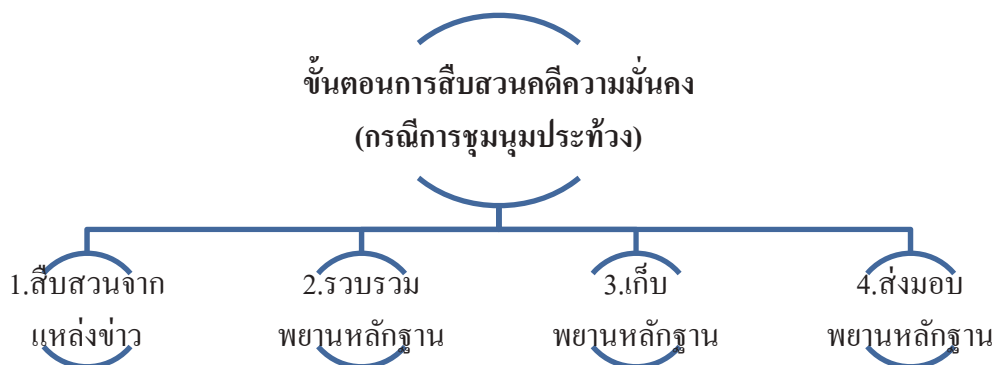 ขั้นตอนการสืบสวนคดีความมั่นคง
(กรณีการชุมนุมประท้วง)
1.สืบสวนจาก
แหล่งข่าว
2.รวบรวม
พยานหลักฐาน
3.เก็บ
พยานหลักฐาน
4.ส่งมอบ
พยานหลักฐาน